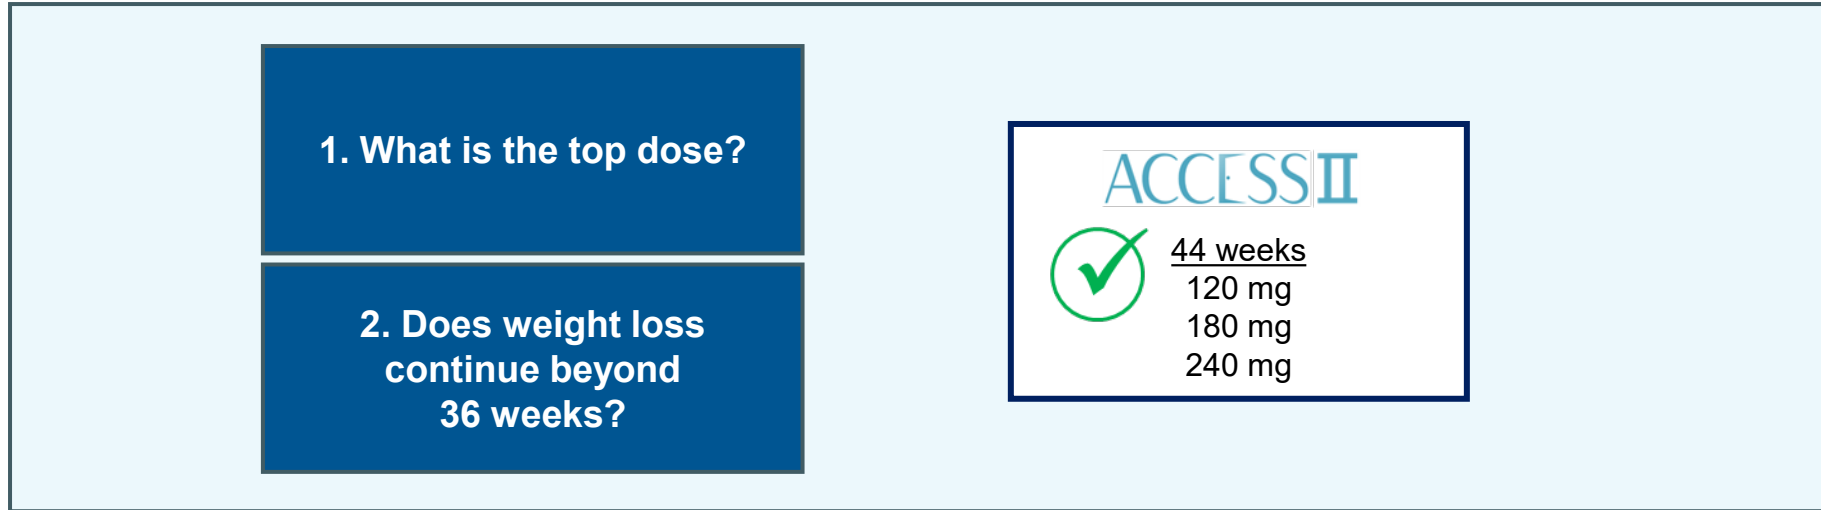 1. What is the top dose?
2. Does weight loss
continue beyond
36 weeks?
ACCESS II
44 weeks
120 mg
180 mg
240 mg